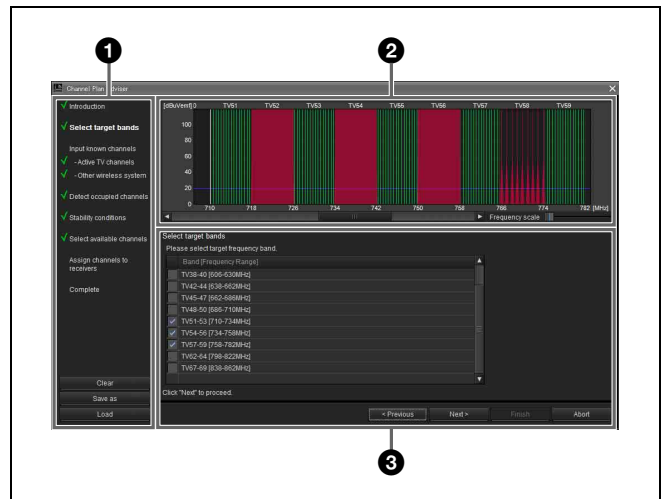 1
2
Channel Plan Adviser
Introduction
Select target bands
Input known channels
- Active TV channels
- Other wireless system
Detect occupied channels
Stability conditions
Select available channels
Assign channels to
receivers
Complete
Clear
Save as
Load
[dBuVemf] TV51 TV52 TV53 TV54 TV55 TV56 TV57 TV58 TV59
100
80
60
40
20
0
710 718 726 734 742 750 758 766 774 782 [MHz]
Frequency scale
Select target bands
Please select target frequency band.
Band [Frequency Range]
TV38-40 [606-630MHz]
TV42-44 [638-662MHz]
TV45-47 [662-686MHz]
TV48-50 [686-710MHz]
TV51-53 [710-734MHz]
TV54-56 [734-758MHz]
TV57-59 [758-782MHz]
TV62-64 [798-822MHz]
TV67-69 [838-862MHz]
Click "Next" to proceed.
< Previous Next > Finish Abort
3